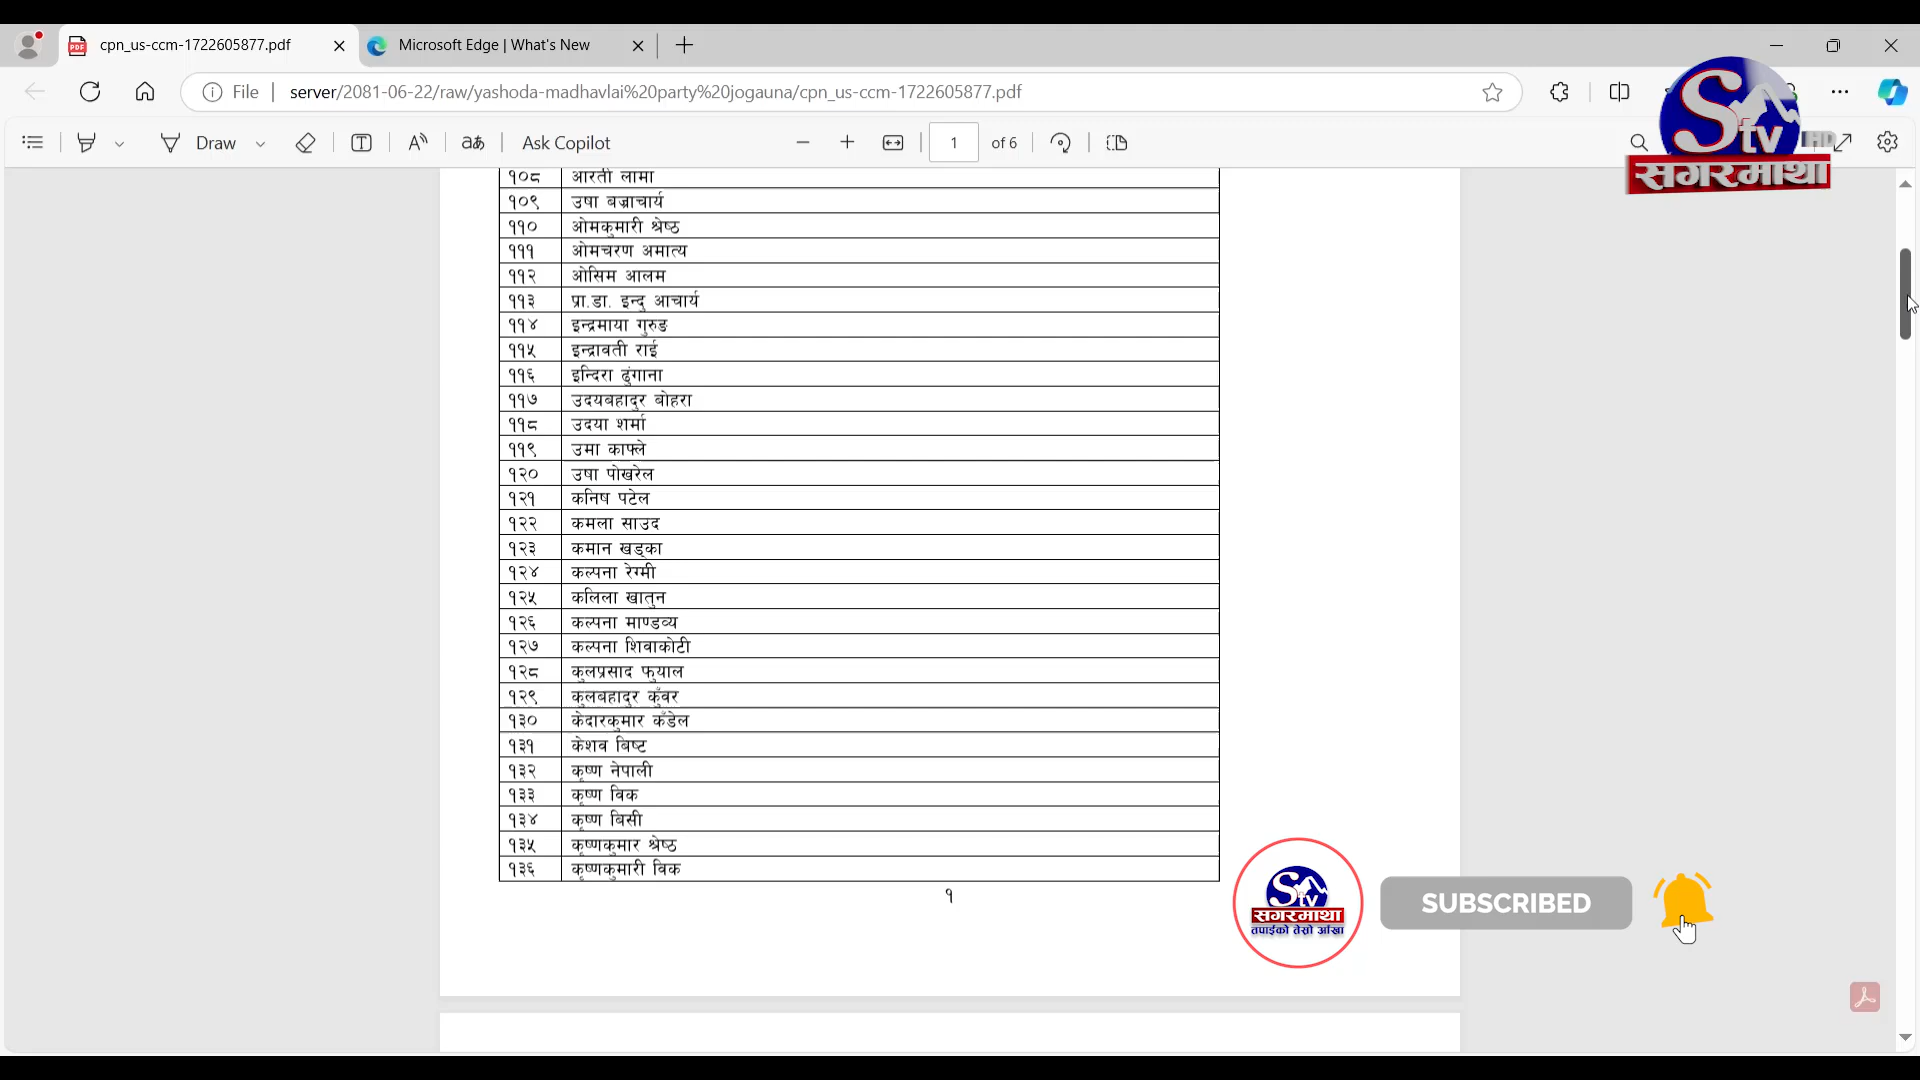 cpn_us-ccm-1722605877.pdf
Microsoft Edge | What's New
File
server/2081-06-22/raw/yashoda-madhavlai%20party%20jogauna/cpn_us-ccm-1722605877.pdf
Draw
Ask Copilot
1 of 6
Stv HD
सगरमाथा
१०८ आरती लामा
१०९ उषा बज्राचार्य
११० ओमकुमारी श्रेष्ठ
१११ ओमचरण अमात्य
११२ ओसिम आलम
११३ प्रा.डा. इन्दु आचार्य
११४ इन्द्रमाया गुरुङ
११५ इन्द्रावती राई
११६ इन्दिरा ढुंगाना
११७ उदयबहादुर बोहरा
११८ उदया शर्मा
११९ उमा काफ्ले
१२० उषा पोखरेल
१२१ कनिष पटेल
१२२ कमला साउद
१२३ कमान खड्का
१२४ कल्पना रेग्मी
१२५ कलिला खातुन
१२६ कल्पना माण्डव्य
१२७ कल्पना शिवाकोटी
१२८ कुलप्रसाद फुयाल
१२९ कुलबहादुर कुँवर
१३० केदारकुमार कँडेल
१३१ केशव बिष्ट
१३२ कृष्ण नेपाली
१३३ कृष्ण विक
१३४ कृष्ण बिसी
१३५ कृष्णकुमार श्रेष्ठ
१३६ कृष्णकुमारी विक
१
Stv
सगरमाथा
तपाईको तेस्रो आँखा
SUBSCRIBED